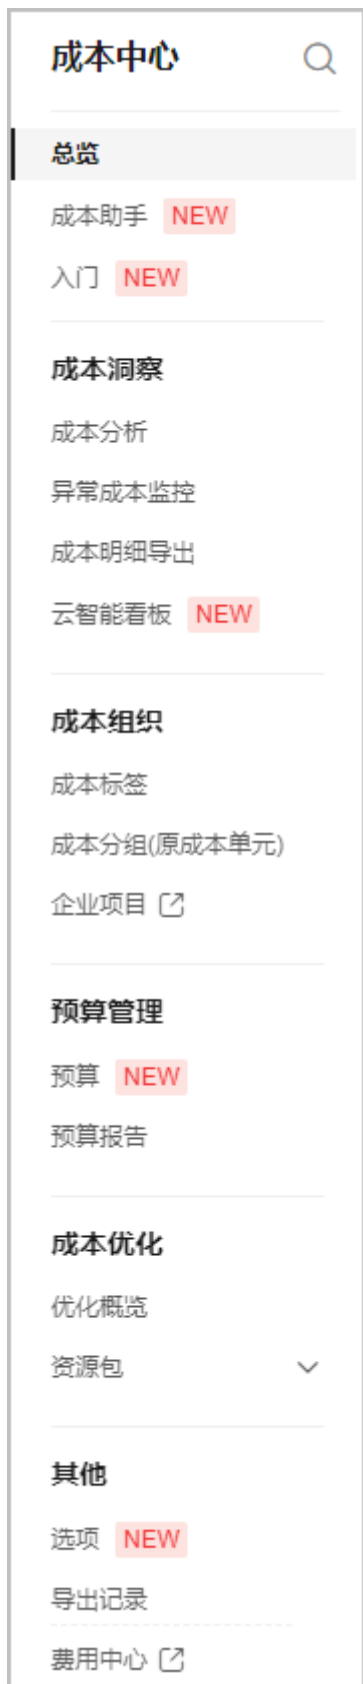 成本中心
总览
成本助手 NEW
入门 NEW
成本洞察
成本分析
异常成本监控
成本明细导出
云智能看板 NEW
成本组织
成本标签
成本分组(原成本单元)
企业项目
预算管理
预算 NEW
预算报告
成本优化
优化概览
资源包
其他
选项 NEW
导出记录
费用中心